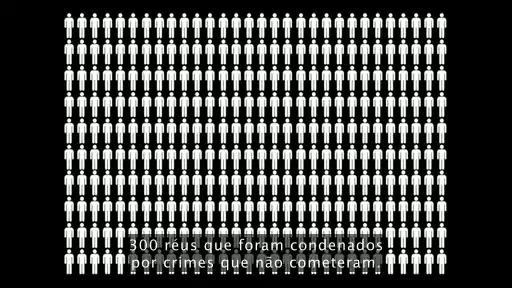 300 réus que foram condenados
por crimes que não cometeram,